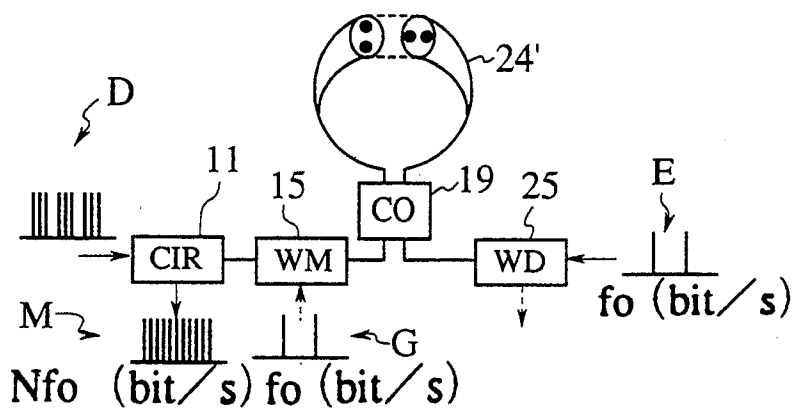 24'
D
11
15
19
25
E
CO
CIR
WM
WD
fo (bit/s)
M
G
Nfo (bit/s)
fo (bit/s)